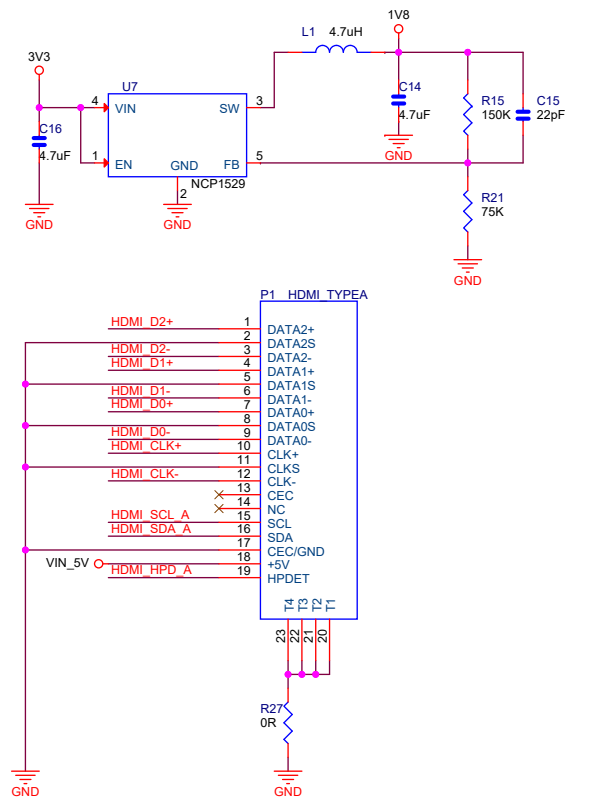 1V8
L1 4.7uH
3V3
U7
4 VIN SW 3
C14
4.7uF
R15
150K
C15
22pF
C16
4.7uF
GND
1 EN GND FB 5
NCP1529
2
R21
75K
GND
GND
GND
P1 HDMI_TYPEA
HDMI_D2+ 1 DATA2+
2 DATA2S
HDMI_D2- 3 DATA2-
HDMI_D1+ 4 DATA1+
5 DATA1S
HDMI_D1- 6 DATA1-
HDMI_D0+ 7 DATA0+
8 DATA0S
HDMI_D0- 9 DATA0-
HDMI_CLK+ 10 CLK+
11 CLKS
HDMI_CLK- 12 CLK-
13 CEC
14 NC
HDMI_SCL_A 15 SCL
HDMI_SDA_A 16 SDA
17 CEC/GND
VIN_5V 18 +5V
HDMI_HPD_A 19 HPDET
T4 T3 T2 T1
23 22 21 20
R27
0R
GND
GND